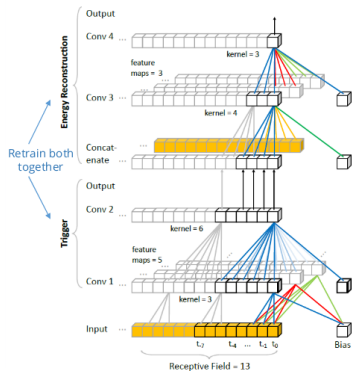 Output
Conv 4
kernel = 3
feature
maps = 3
Conv 3
kernel = 4
Concat-
enate
Energy Reconstruction
Retrain both
together
Output
Conv 2
kernel = 6
feature
maps = 5
Conv 1
kernel = 3
Trigger
Input
t-7 t-4 ... t-1 t0
Bias
Receptive Field = 13